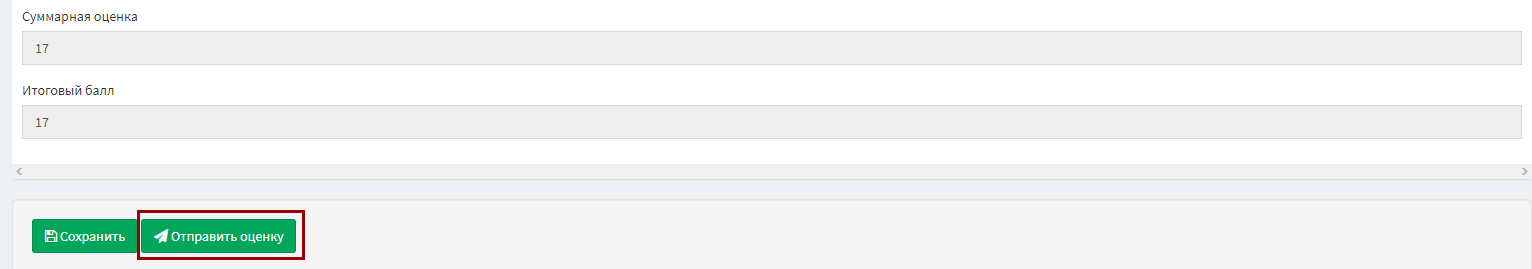 Суммарная оценка
17
Итоговый балл
17
Сохранить Отправить оценку